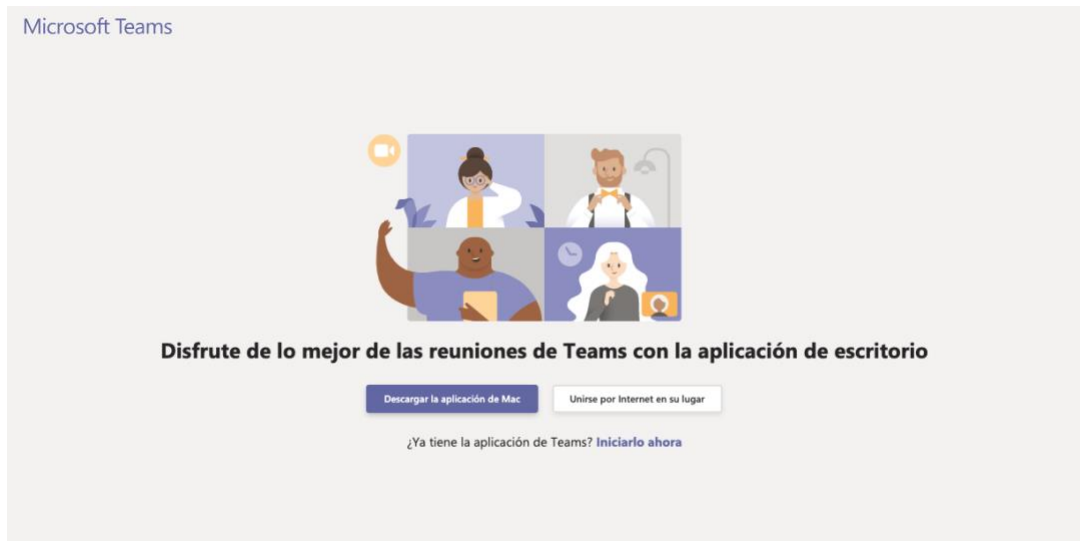 Microsoft Teams
Disfrute de lo mejor de las reuniones de Teams con la aplicación de escritorio
Descargar la aplicación de Mac
Unirse por Internet en su lugar
¿Ya tiene la aplicación de Teams? Iniciarlo ahora